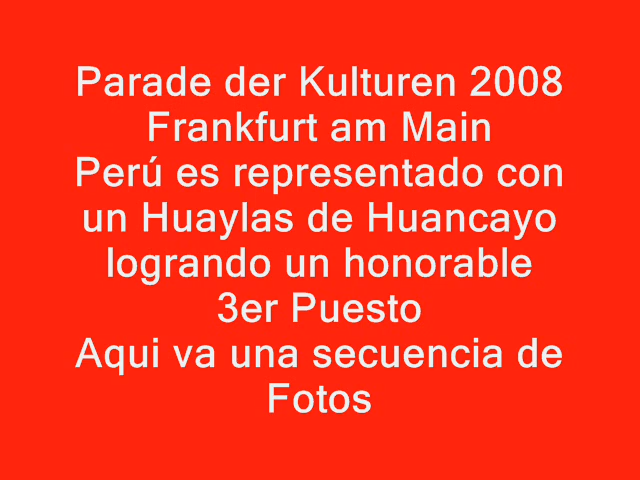 Parade der Kulturen 2008
Frankfurt am Main
Perú es representado con
un Huaylas de Huancayo
logrando un honorable
3er Puesto
Aqui va una secuencia de
Fotos